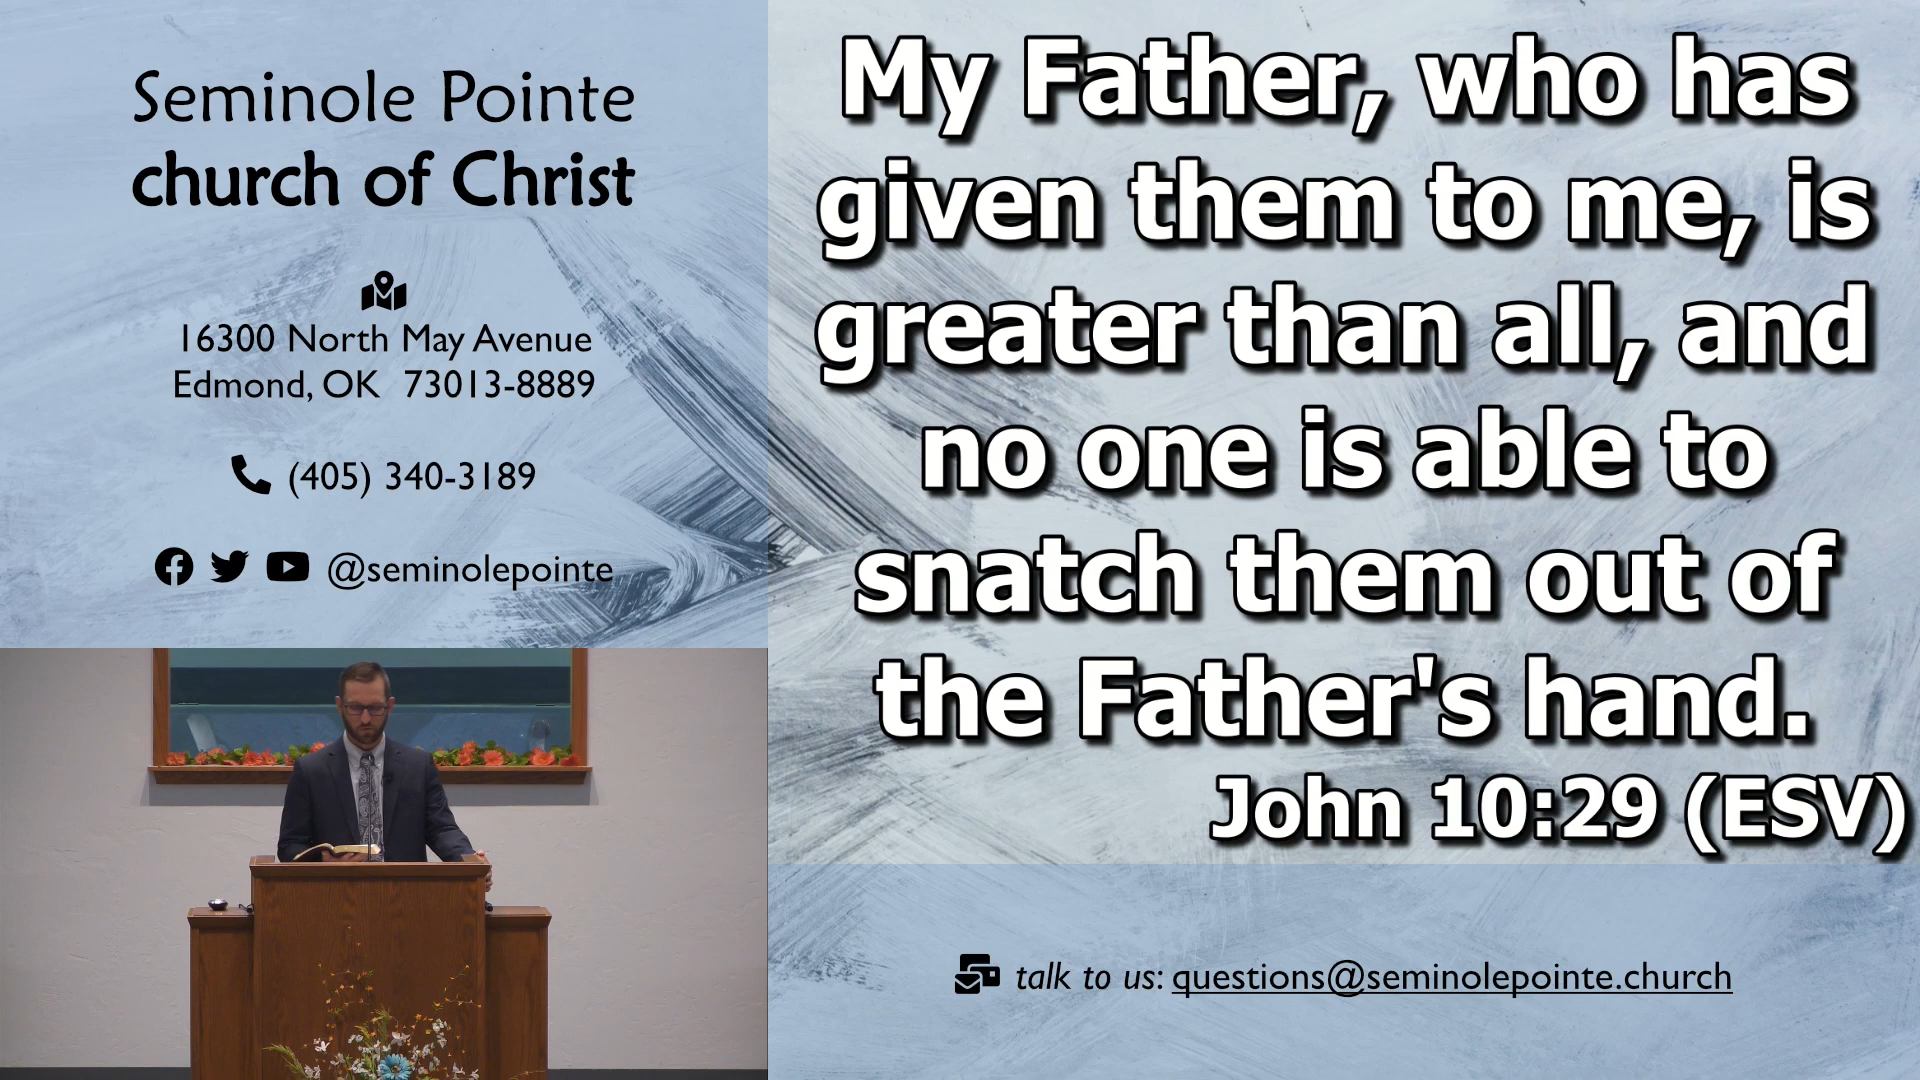 Seminole Pointe
church of Christ
16300 North May Avenue
Edmond, OK 73013-8889
(405) 340-3189
@seminolepointe
My Father, who has
given them to me, is
greater than all, and
no one is able to
snatch them out of
the Father's hand.
John 10:29 (ESV)
talk to us: questions@seminolepointe.church